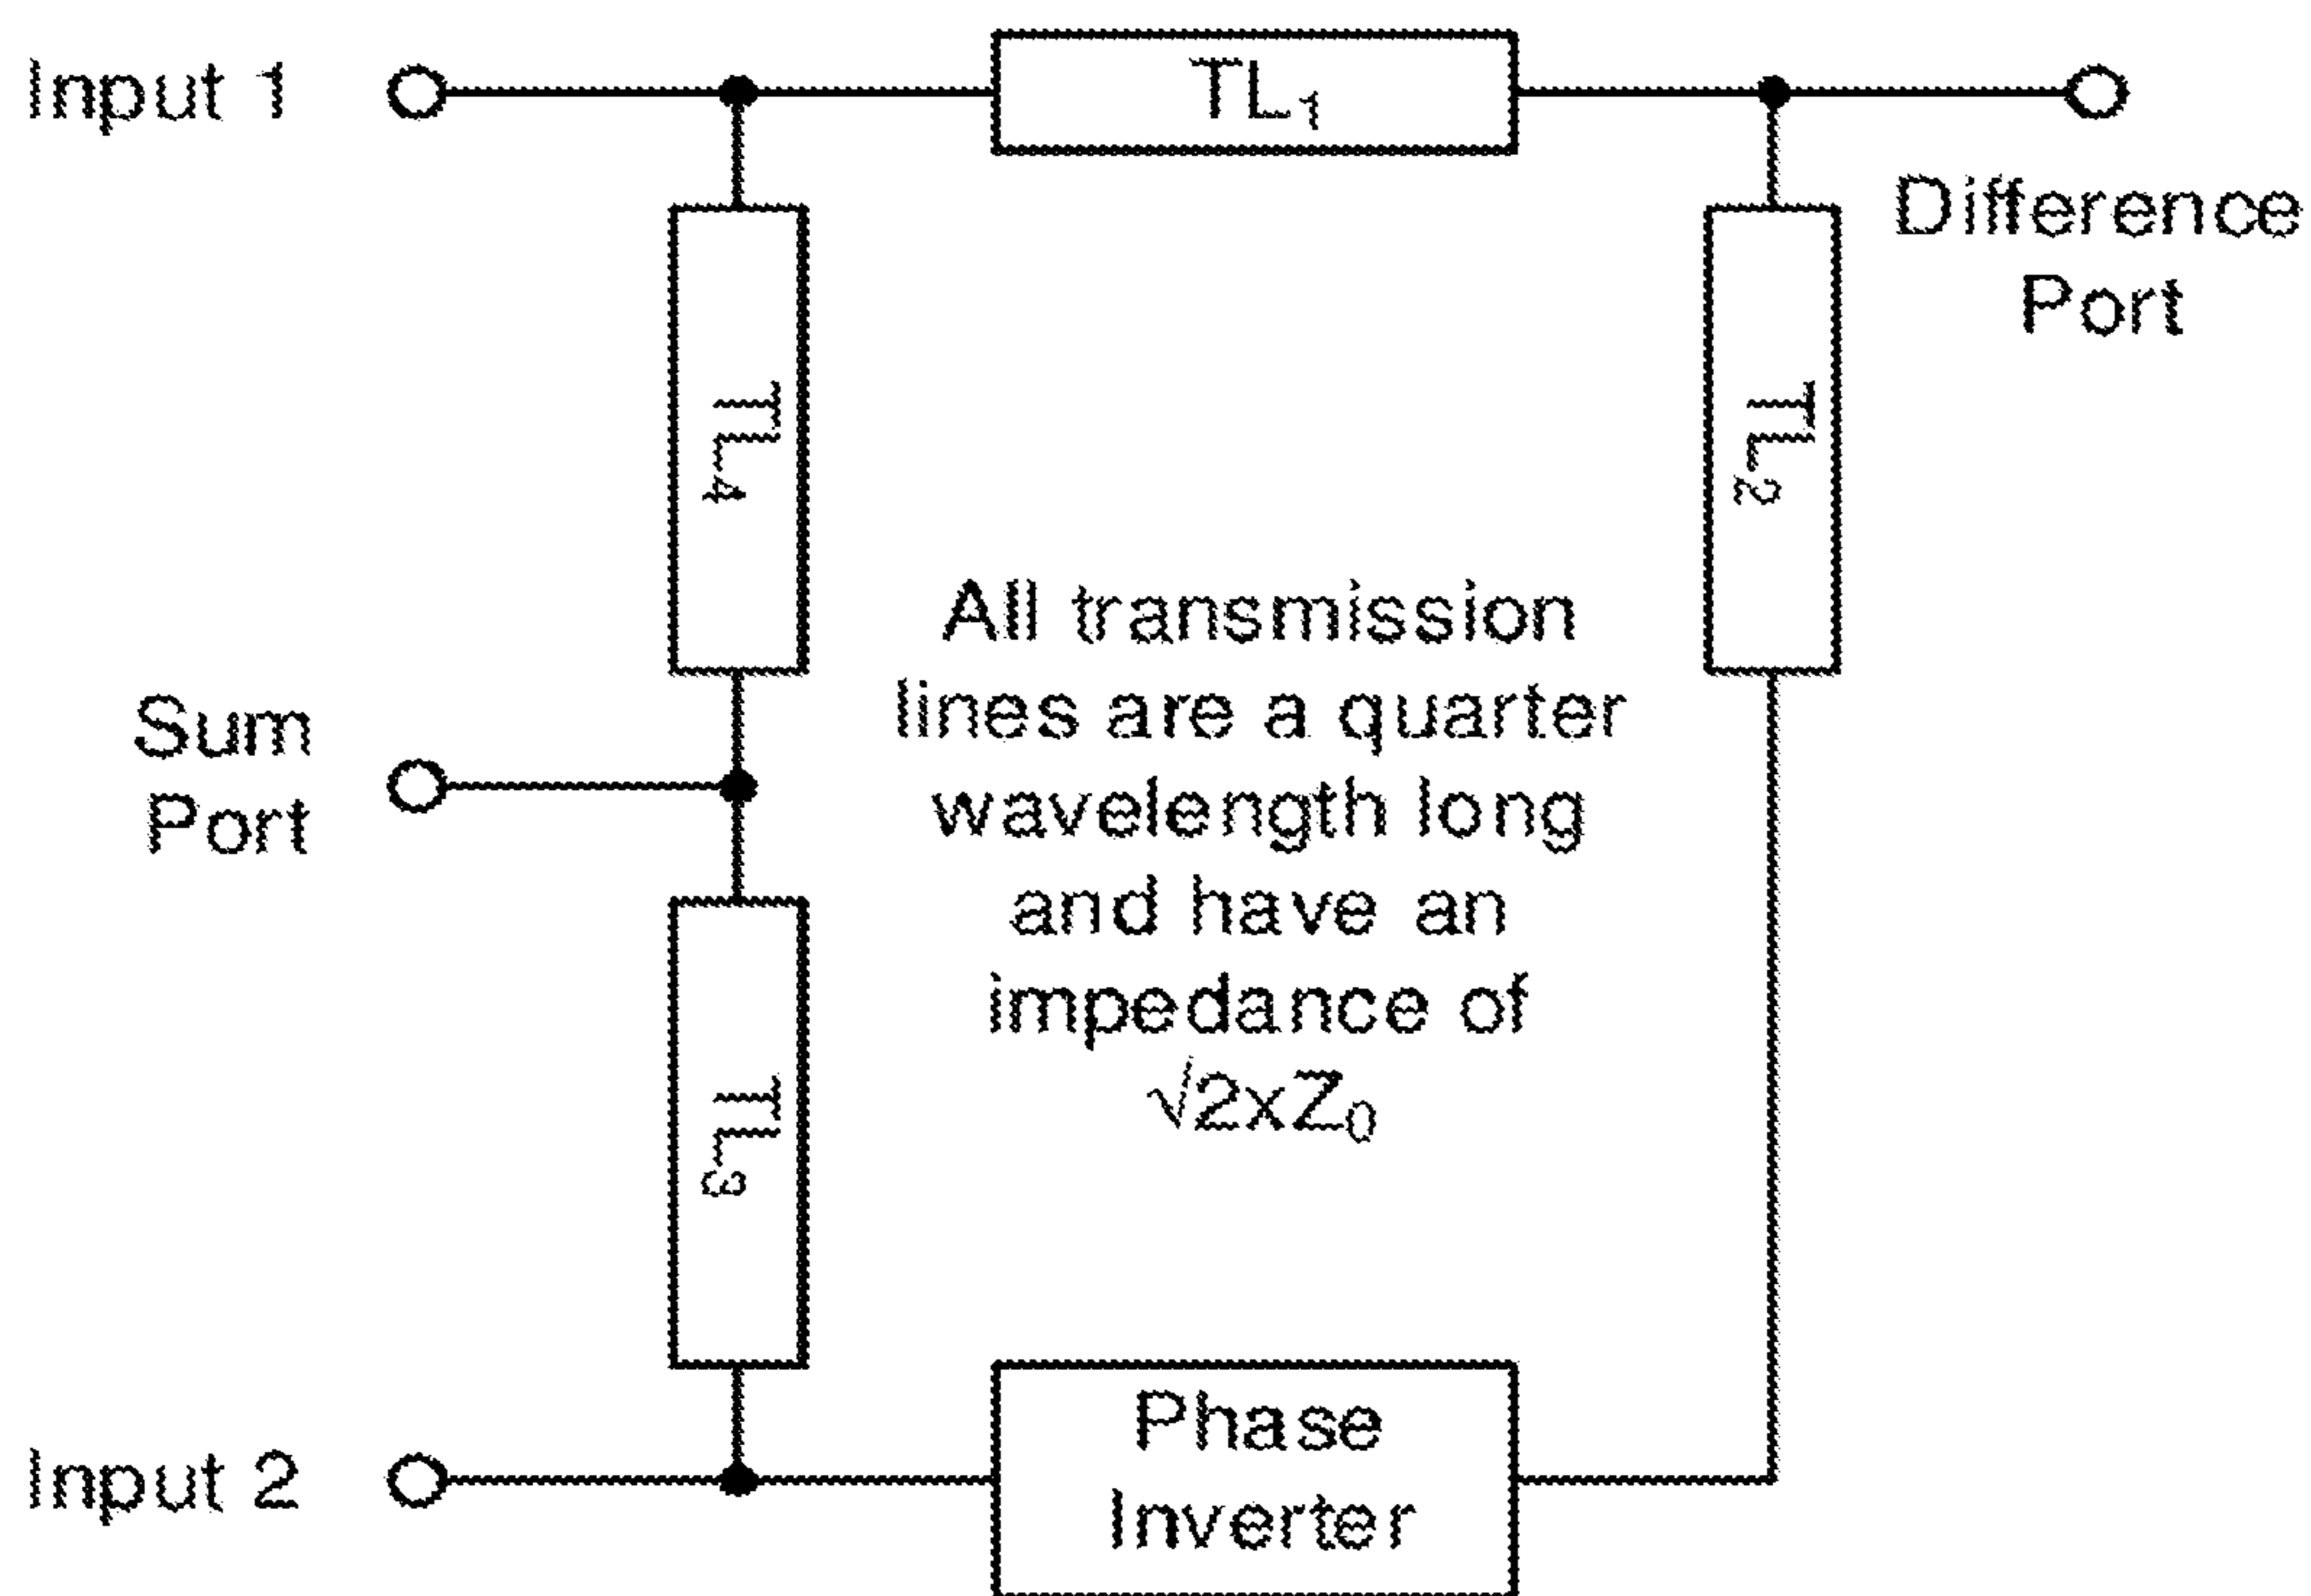 Input 1
TL₁
Difference
Port
TL₄
TL₂
All transmission
lines are a quarter
wavelength long
and have an
impedance of
√2xZ₀
Sum
Port
TL₃
Input 2
Phase
Inverter